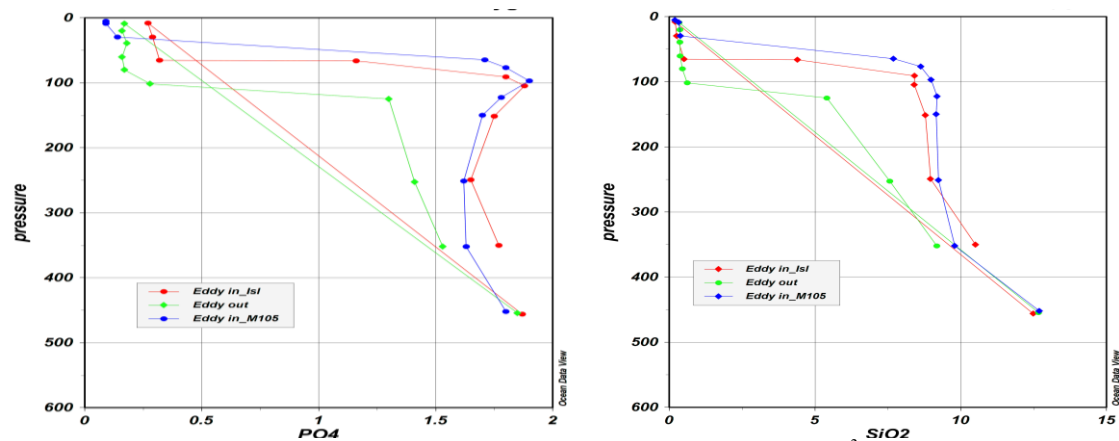 0
100
200
300
400
500
600
pressure
0
0.5
1
1.5
2
PO4
Eddy in_Isl
Eddy out
Eddy in_M105
Ocean Data View
0
100
200
300
400
500
600
pressure
0
5
10
15
SiO2
Eddy in_Isl
Eddy out
Eddy in_M105
Ocean Data View